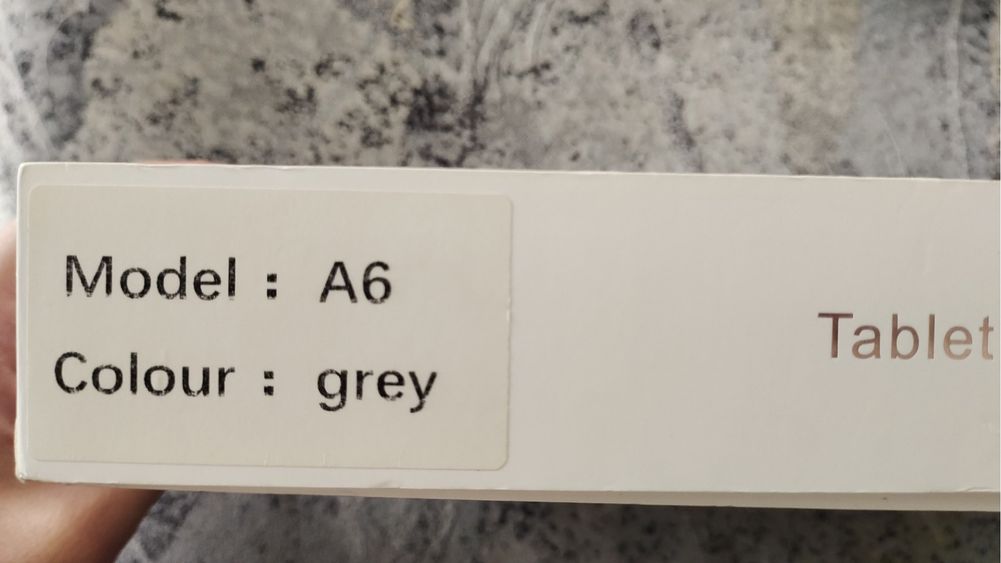 Model : A6
Colour : grey
Tablet